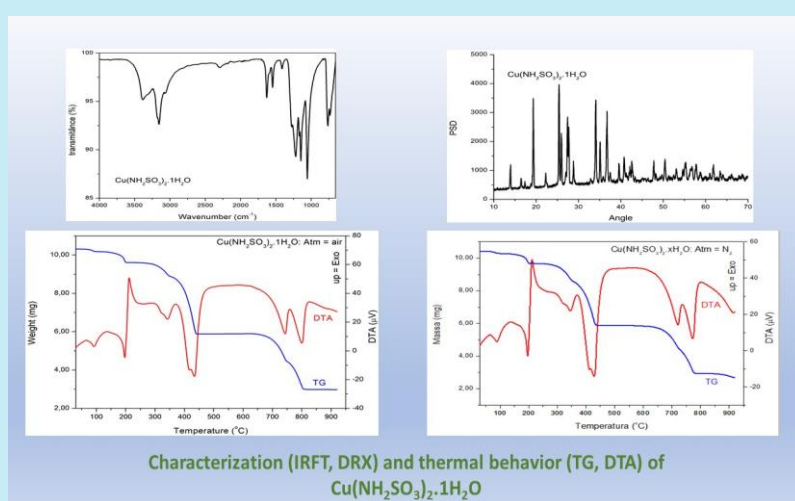 transmitânce (%)
100
95
90
85
Cu(NH₂SO₃)₂.1H₂O
4000 3500 3000 2500 2000 1500 1000
Wavenumber (cm⁻¹)
PSD
5000
4000
3000
2000
1000
0
Cu(NH₂SO₃)₂.1H₂O
10 20 30 40 50 60 70
Angle
Cu(NH₂SO₃)₂.1H₂O: Atm = air
Weight (mg)
10,00
8,00
6,00
4,00
2,00
up = Exo
DTA (µV)
80
60
40
20
0
-20
-40
DTA
TG
100 200 300 400 500 600 700 800 900
Temperature (°C)
Cu(NH₂SO₃)₂.xH₂O: Atm = N₂
Massa (mg)
10,00
8,00
6,00
4,00
2,00
up = Exo
DTA (µV)
60
50
40
30
20
10
0
-10
DTA
TG
100 200 300 400 500 600 700 800 900
Temperatura (°C)
Characterization (IRFT, DRX) and thermal behavior (TG, DTA) of
Cu(NH₂SO₃)₂.1H₂O